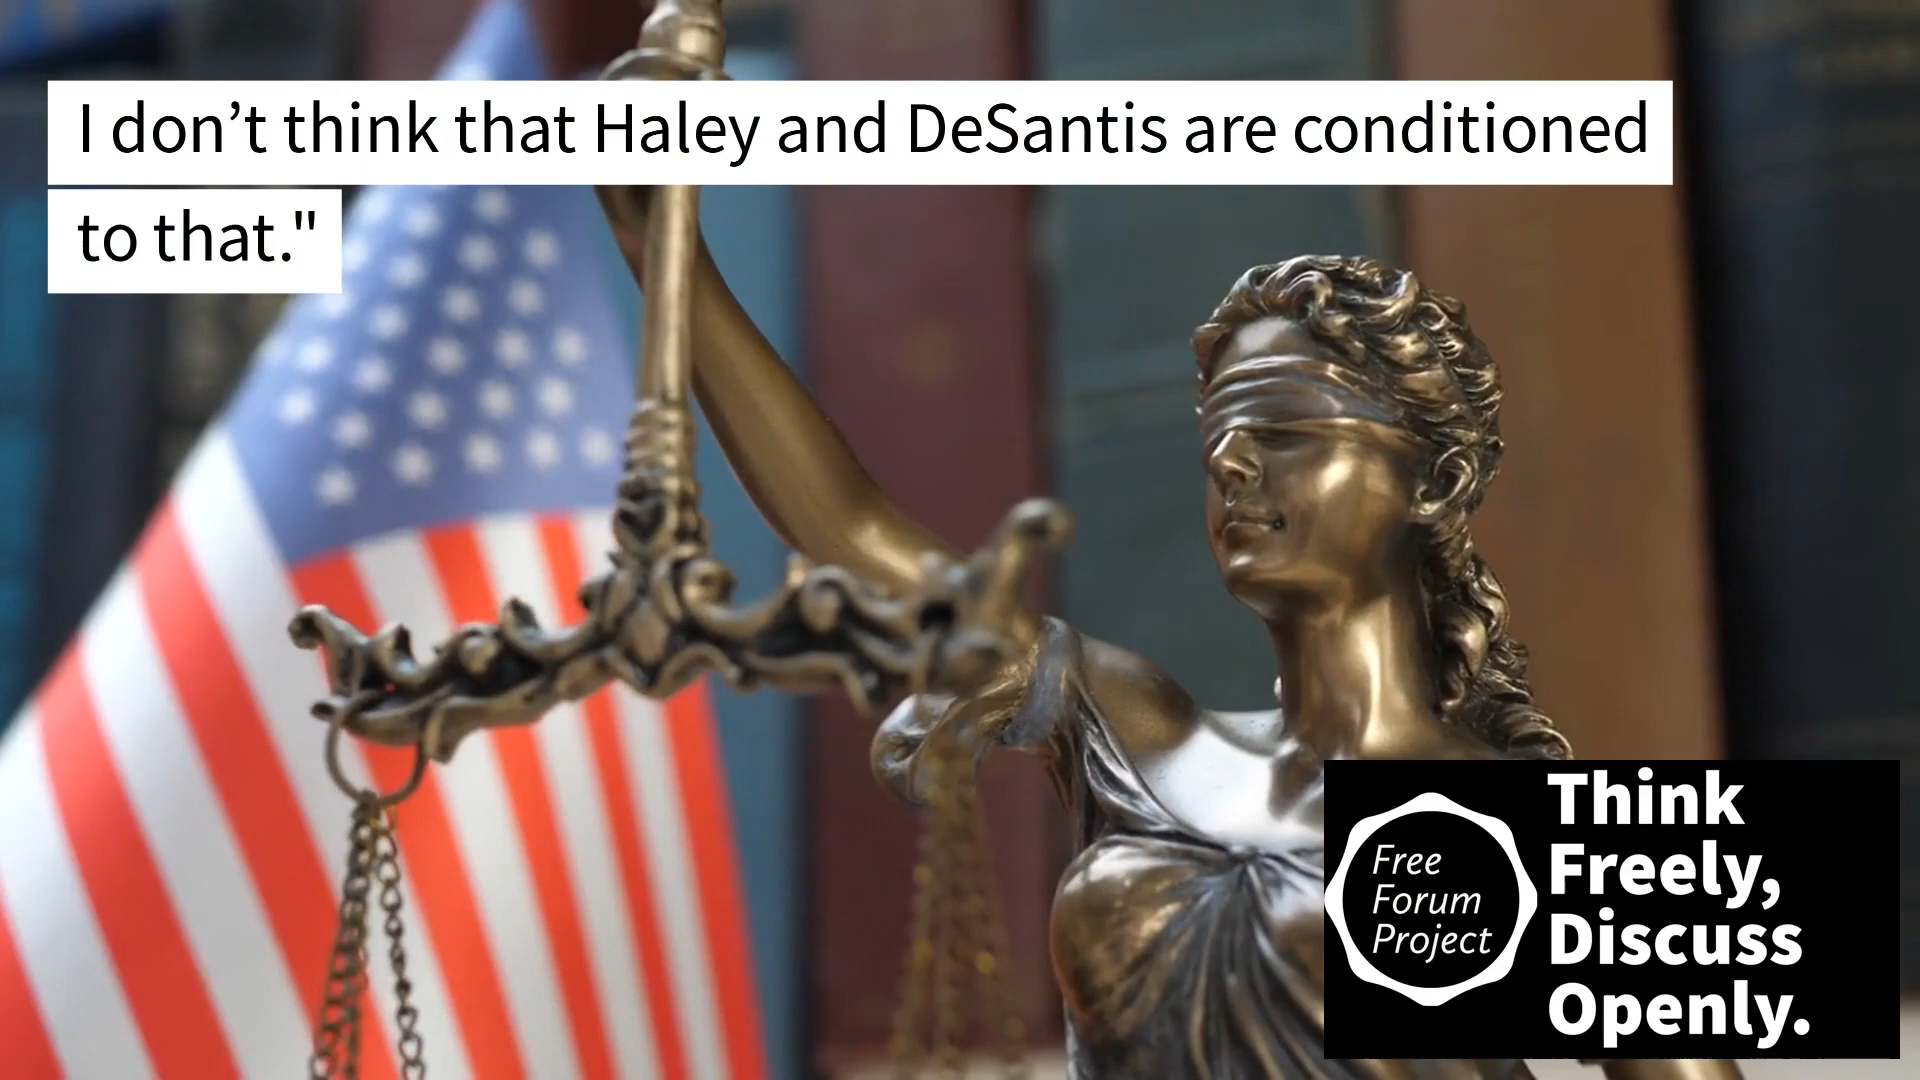 I don’t think that Haley and DeSantis are conditioned
to that."
Free
Forum
Project
Think
Freely,
Discuss
Openly.